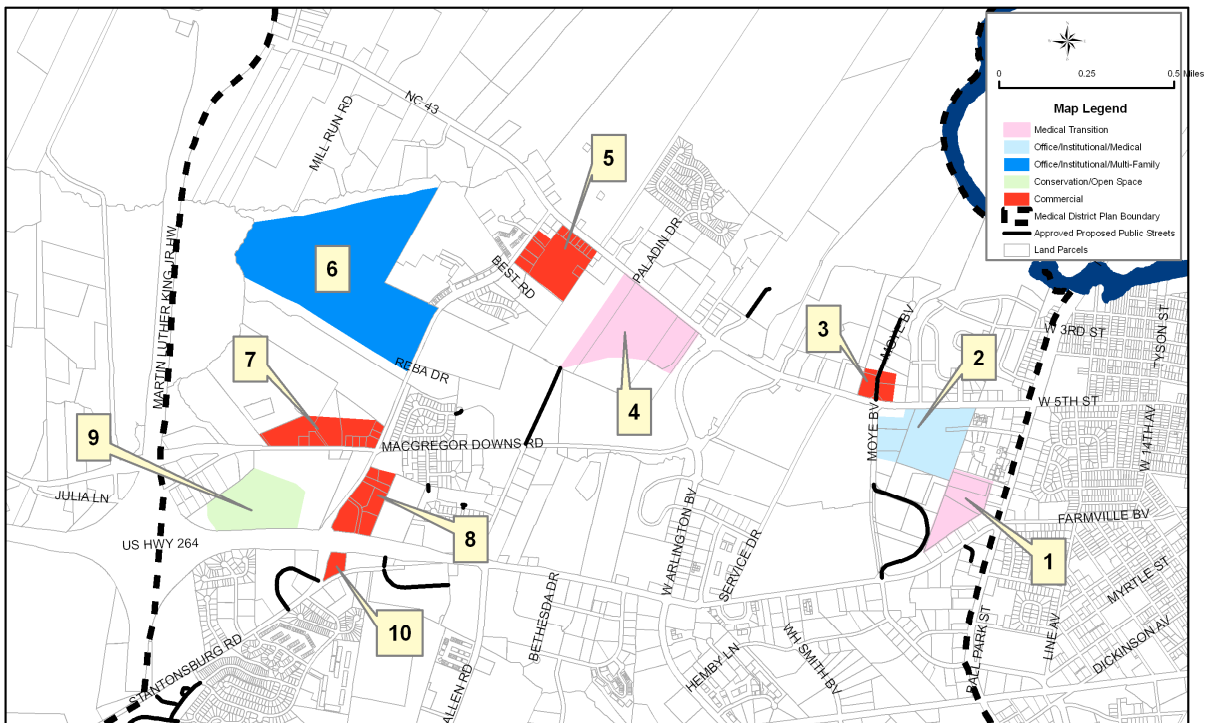 0
0.25
0.5 Miles
Map Legend
Medical Transition
Office/Institutional/Medical
Office/Institutional/Multi-Family
Conservation/Open Space
Commercial
Medical District Plan Boundary
Approved Proposed Public Streets
Land Parcels
NC 43
MILL RUN RD
5
PALADIN DR
MARTIN LUTHER KING JR HW
6
BEST RD
W 3RD ST
TYSON ST
MOYE BV
3
2
7
REBA DR
4
W 5TH ST
W 14TH AV
9
MACGREGOR DOWNS RD
MOYE BV
JULIA LN
W ARLINGTON BV
US HWY 264
8
SERVICE DR
FARMVILLE BV
1
MYRTLE ST
10
BETHESDA DR
STANTONSBURG RD
ALLEN RD
HEMBY LN
WH SMITH BV
BALL PARK ST
LINE AV
DICKINSON AV